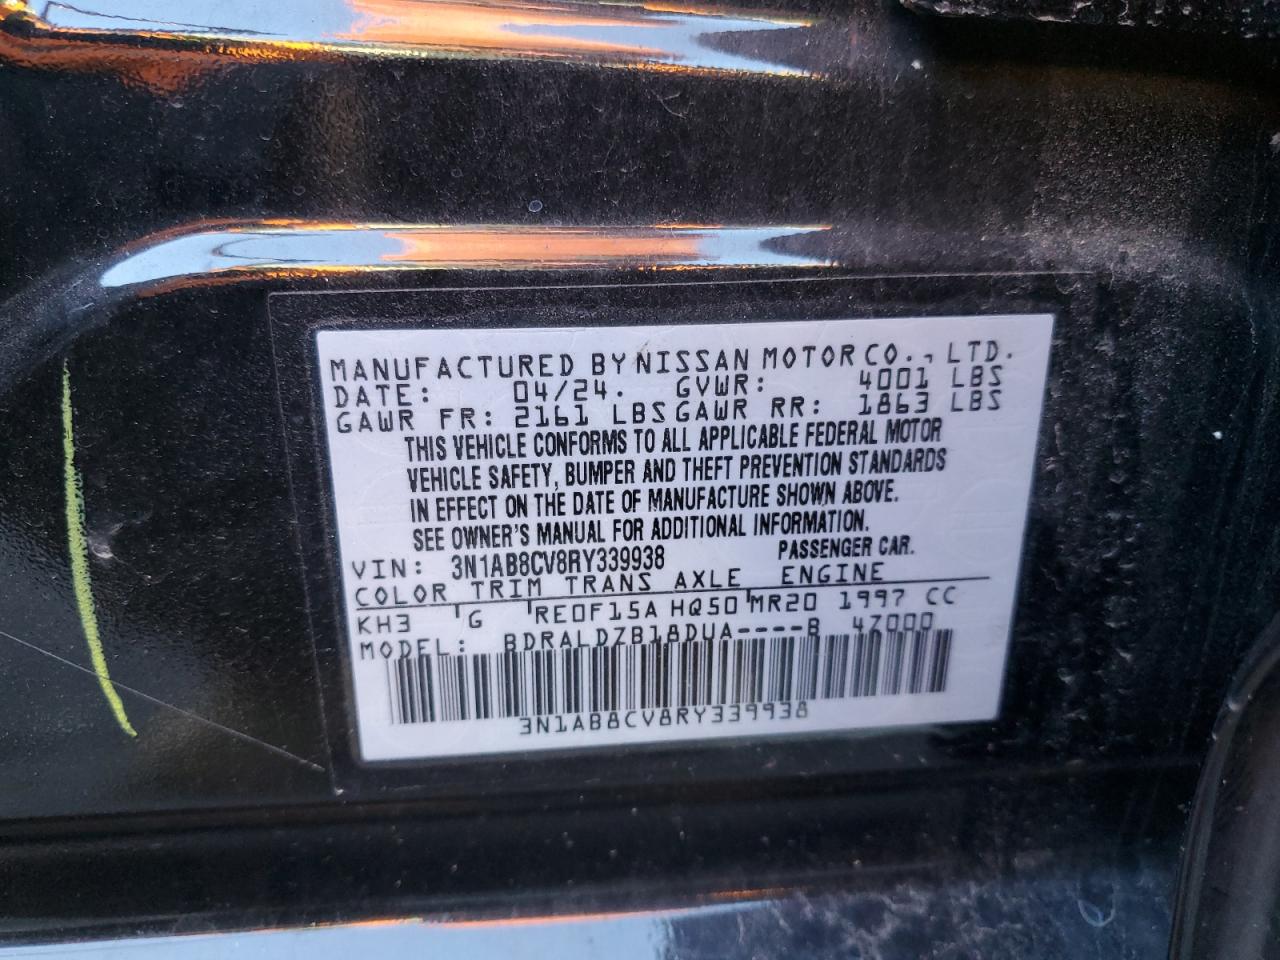 MANUFACTURED BY NISSAN MOTOR CO., LTD.
DATE: 04/24. GVWR: 4001 LBS
GAWR FR: 2161 LBS GAWR RR: 1863 LBS
THIS VEHICLE CONFORMS TO ALL APPLICABLE FEDERAL MOTOR
VEHICLE SAFETY, BUMPER AND THEFT PREVENTION STANDARDS
IN EFFECT ON THE DATE OF MANUFACTURE SHOWN ABOVE.
SEE OWNER'S MANUAL FOR ADDITIONAL INFORMATION.
VIN: 3N1AB8CV8RY339938 PASSENGER CAR.
COLOR TRIM TRANS AXLE ENGINE
KH3 G RE0F15A HQ50 MR20 1997 CC
MODEL: BDRALDZB18DUA----B 4Z000
3N1AB8CV8RY339938